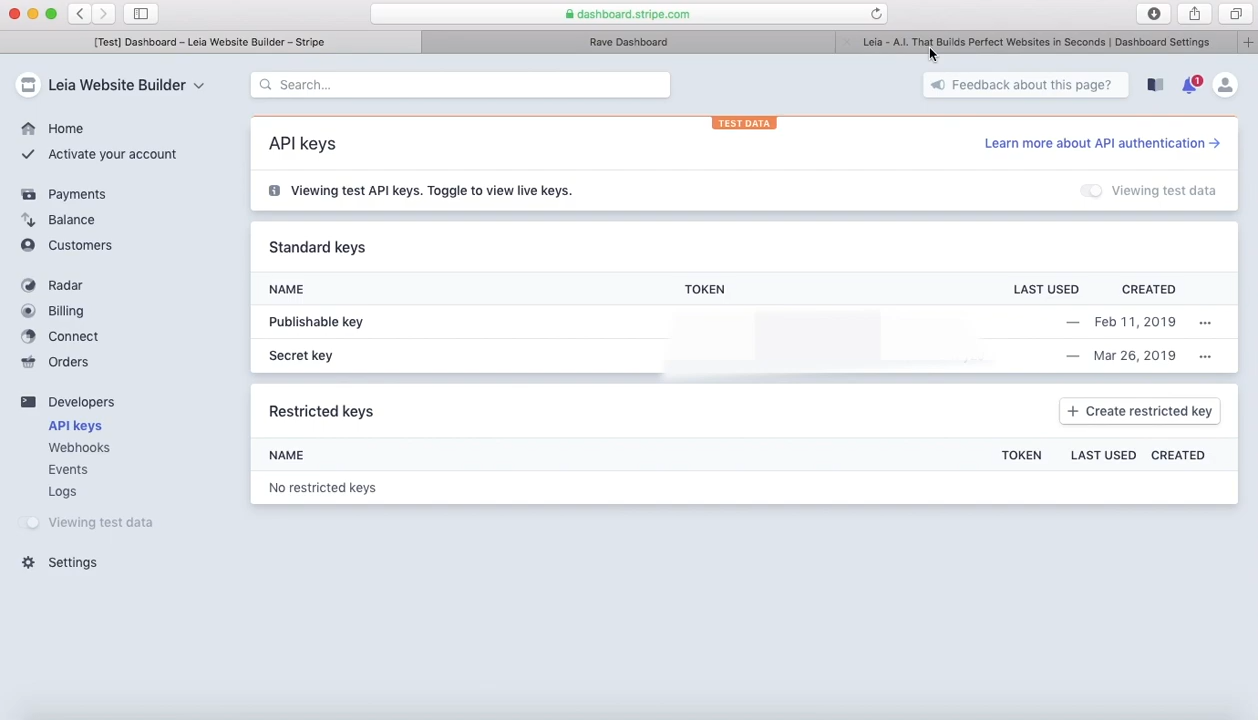 dashboard.stripe.com
[Test] Dashboard – Leia Website Builder – Stripe
Rave Dashboard
Leia - A.I. That Builds Perfect Websites in Seconds | Dashboard Settings
Leia Website Builder
Search...
Feedback about this page?
1
Home
Activate your account
Payments
Balance
Customers
Radar
Billing
Connect
Orders
Developers
API keys
Webhooks
Events
Logs
Viewing test data
Settings
TEST DATA
API keys
Learn more about API authentication →
Viewing test API keys. Toggle to view live keys.
Viewing test data
Standard keys
NAME TOKEN LAST USED CREATED
Publishable key — Feb 11, 2019 ...
Secret key — Mar 26, 2019 ...
Restricted keys
+ Create restricted key
NAME TOKEN LAST USED CREATED
No restricted keys